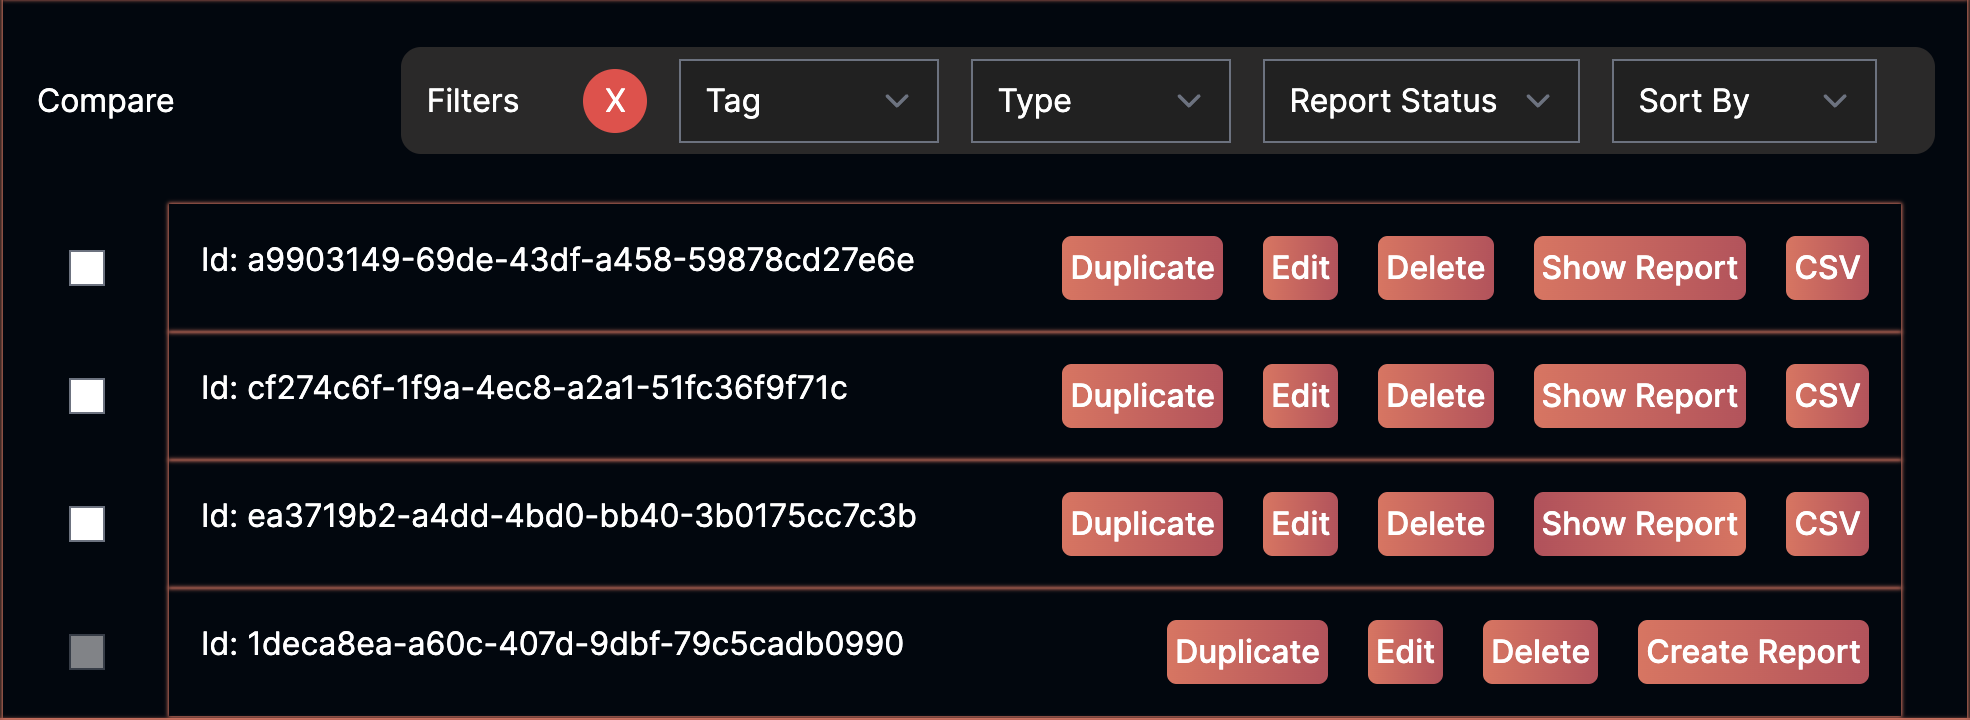 Compare Filters X Tag Type Report Status Sort By
Id: a9903149-69de-43df-a458-59878cd27e6e Duplicate Edit Delete Show Report CSV
Id: cf274c6f-1f9a-4ec8-a2a1-51fc36f9f71c Duplicate Edit Delete Show Report CSV
Id: ea3719b2-a4dd-4bd0-bb40-3b0175cc7c3b Duplicate Edit Delete Show Report CSV
Id: 1deca8ea-a60c-407d-9dbf-79c5cadb0990 Duplicate Edit Delete Create Report